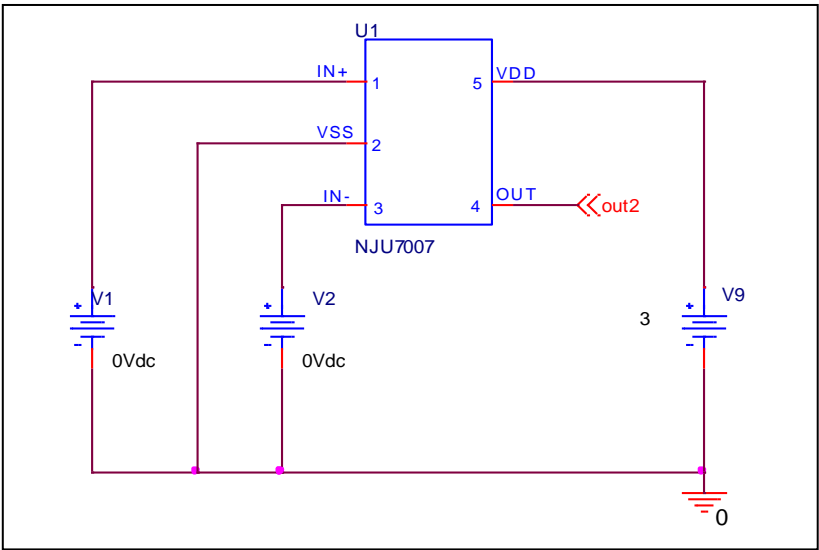 U1
IN+
1
5
VDD
VSS
2
IN-
3
4
OUT
out2
NJU7007
+
V1
-
0Vdc
+
V2
-
0Vdc
3
+
V9
-
0